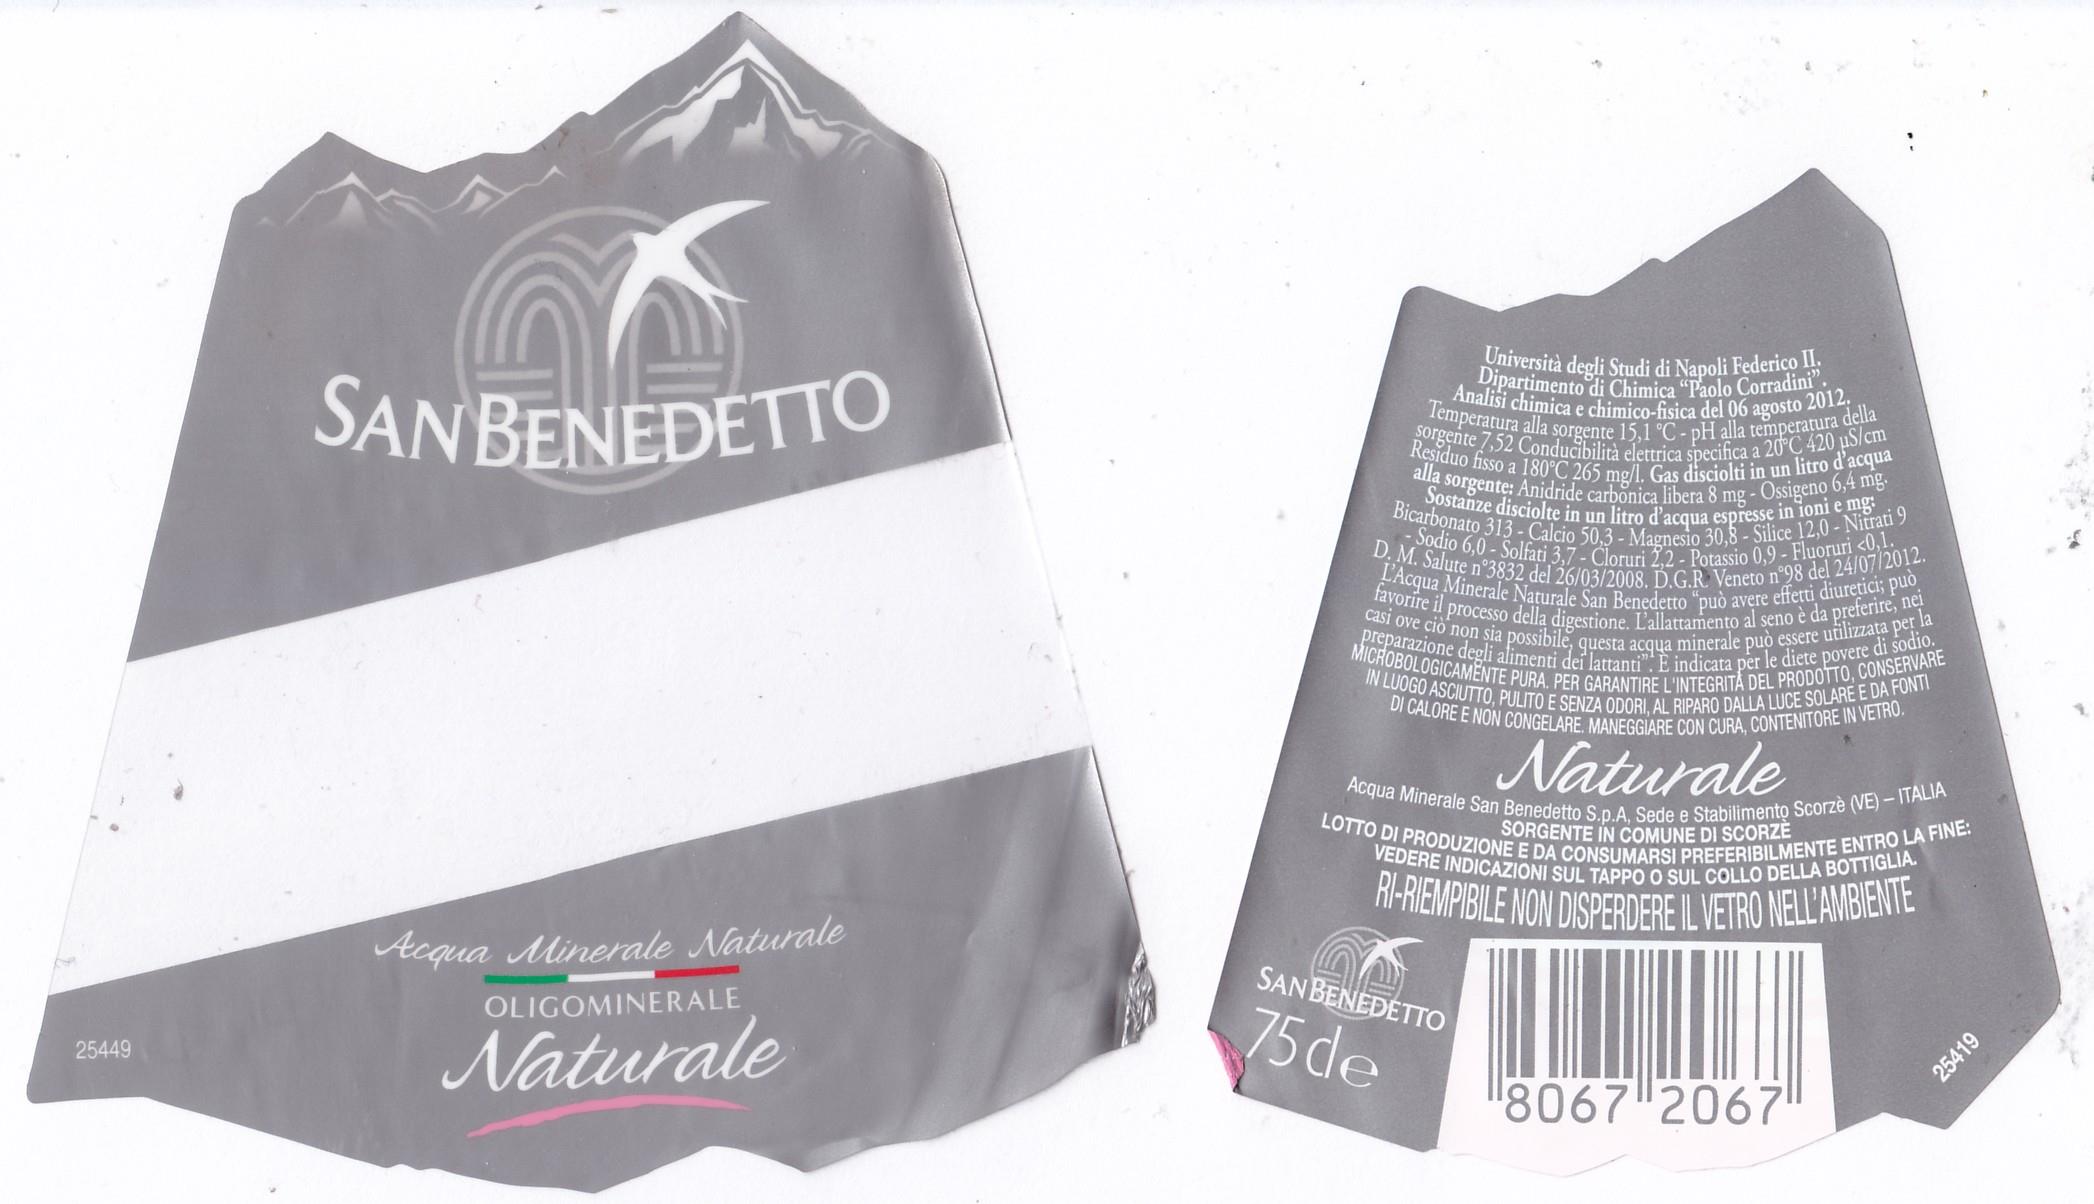 SAN BENEDETTO
Acqua Minerale Naturale
OLIGOMINERALE
Naturale
25449
Università degli Studi di Napoli Federico II.
Dipartimento di Chimica “Paolo Corradini”.
Analisi chimica e chimico-fisica del 06 agosto 2012.
Temperatura alla sorgente 15,1 °C - pH alla temperatura della
sorgente 7,52 Conducibilità elettrica specifica a 20°C 420 µS/cm
Residuo fisso a 180°C 265 mg/l. Gas disciolti in un litro d'acqua
alla sorgente: Anidride carbonica libera 8 mg - Ossigeno 6,4 mg.
Sostanze disciolte in un litro d'acqua espresse in ioni e mg:
Bicarbonato 313 - Calcio 50,3 - Magnesio 30,8 - Silice 12,0 - Nitrati 9
- Sodio 6,0 - Solfati 3,7 - Cloruri 2,2 - Potassio 0,9 - Fluoruri <0,1.
D. M. Salute n°3832 del 26/03/2008. D.G.R. Veneto n°98 del 24/07/2012.
L'Acqua Minerale Naturale San Benedetto “può avere effetti diuretici; può
favorire il processo della digestione. L'allattamento al seno è da preferire, nei
casi ove ciò non sia possibile, questa acqua minerale può essere utilizzata per la
preparazione degli alimenti dei lattanti”. È indicata per le diete povere di sodio.
MICROBOLOGICAMENTE PURA. PER GARANTIRE L'INTEGRITÀ DEL PRODOTTO, CONSERVARE
IN LUOGO ASCIUTTO, PULITO E SENZA ODORI, AL RIPARO DALLA LUCE SOLARE E DA FONTI
DI CALORE E NON CONGELARE. MANEGGIARE CON CURA, CONTENITORE IN VETRO.
Naturale
Acqua Minerale San Benedetto S.p.A, Sede e Stabilimento Scorzè (VE) – ITALIA
SORGENTE IN COMUNE DI SCORZÈ
LOTTO DI PRODUZIONE E DA CONSUMARSI PREFERIBILMENTE ENTRO LA FINE:
VEDERE INDICAZIONI SUL TAPPO O SUL COLLO DELLA BOTTIGLIA.
RI-RIEMPIBILE NON DISPERDERE IL VETRO NELL'AMBIENTE
SAN BENEDETTO
75 cl e
8067 2067
25419